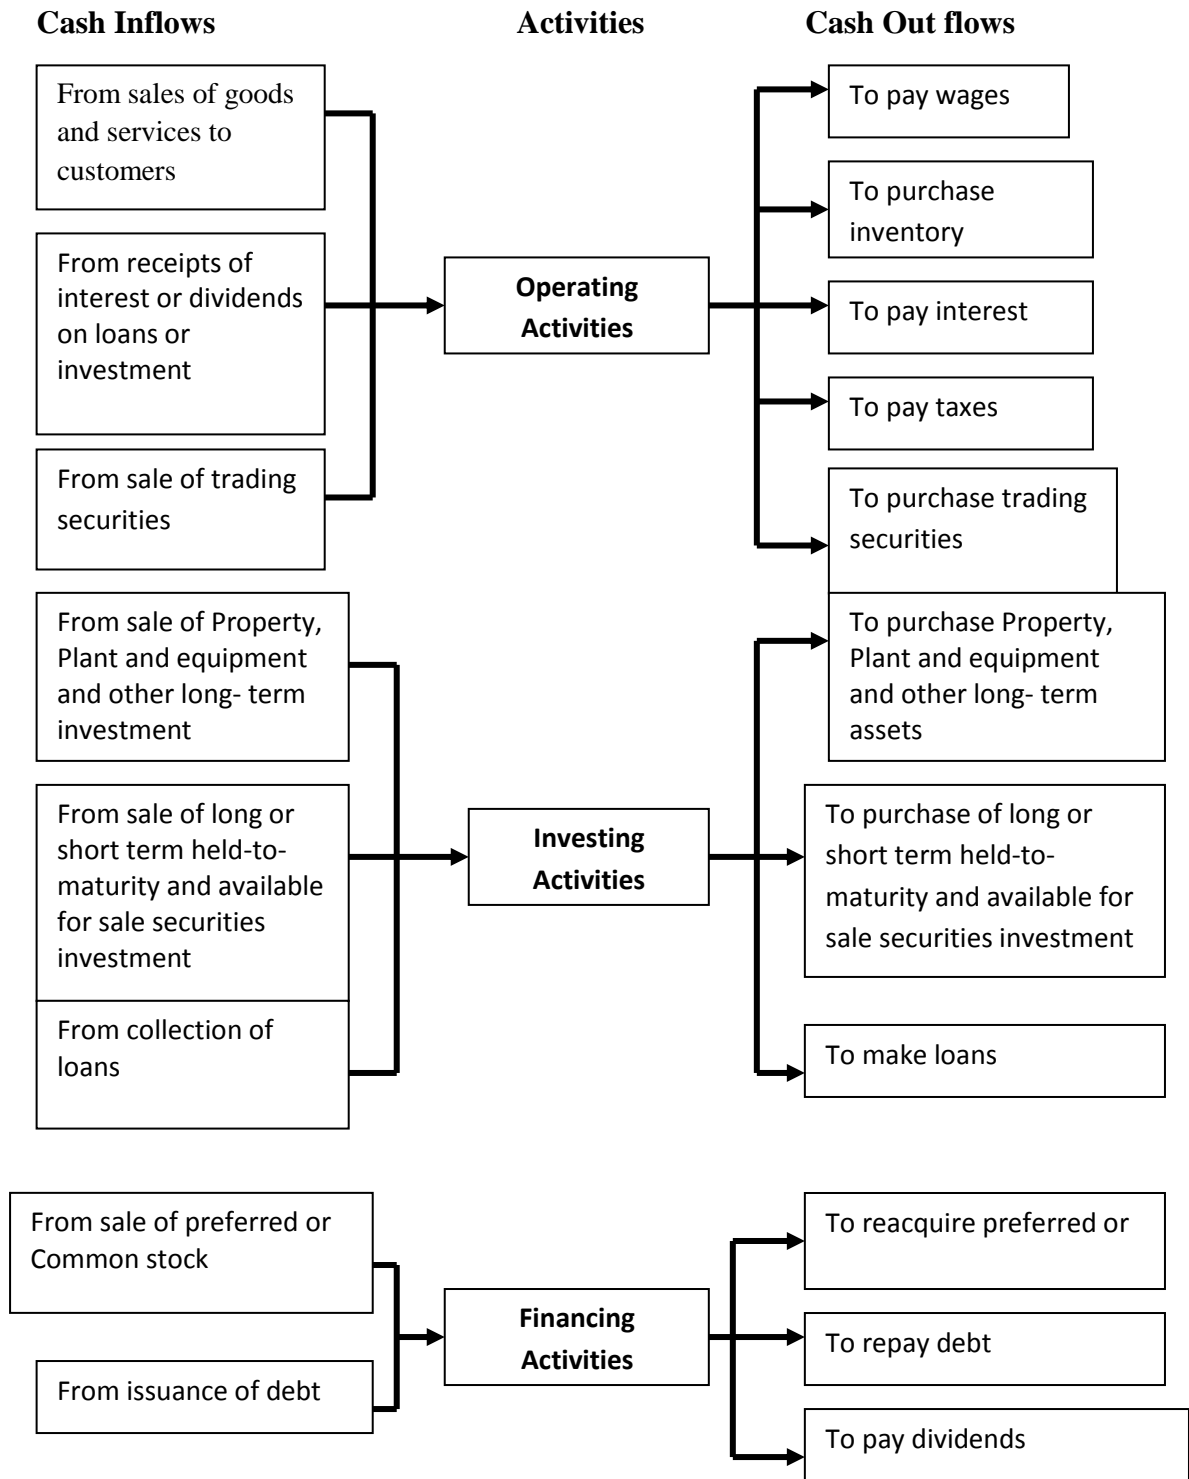 Cash Inflows
Activities
Cash Out flows
From sales of goods
and services to
customers
From receipts of
interest or dividends
on loans or
investment
From sale of trading
securities
Operating
Activities
To pay wages
To purchase
inventory
To pay interest
To pay taxes
To purchase trading
securities
From sale of Property,
Plant and equipment
and other long- term
investment
From sale of long or
short term held-to-
maturity and available
for sale securities
investment
From collection of
loans
Investing
Activities
To purchase Property,
Plant and equipment
and other long- term
assets
To purchase of long or
short term held-to-
maturity and available for
sale securities investment
To make loans
From sale of preferred or
Common stock
From issuance of debt
Financing
Activities
To reacquire preferred or
To repay debt
To pay dividends